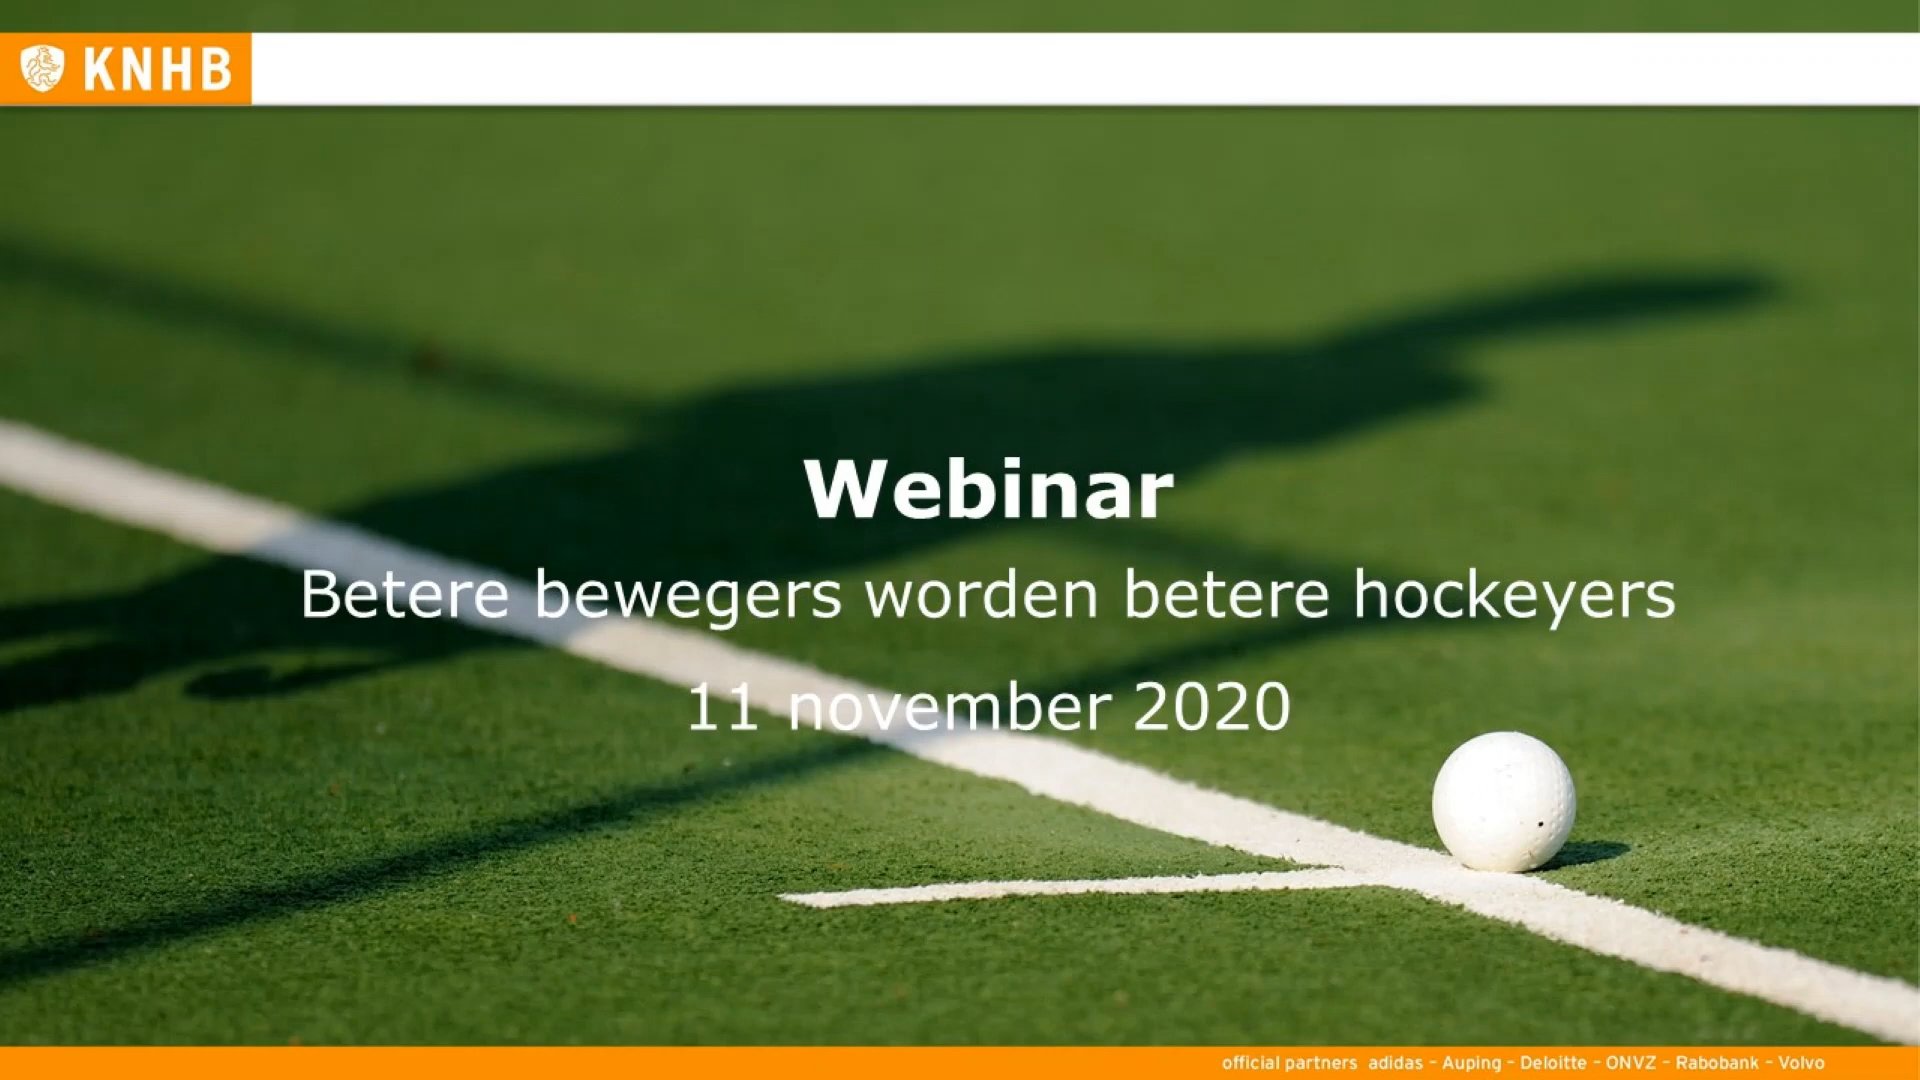 KNHB
Webinar
Betere bewegers worden betere hockeyers
11 november 2020
official partners adidas - Auping - Deloitte - ONVZ - Rabobank - Volvo